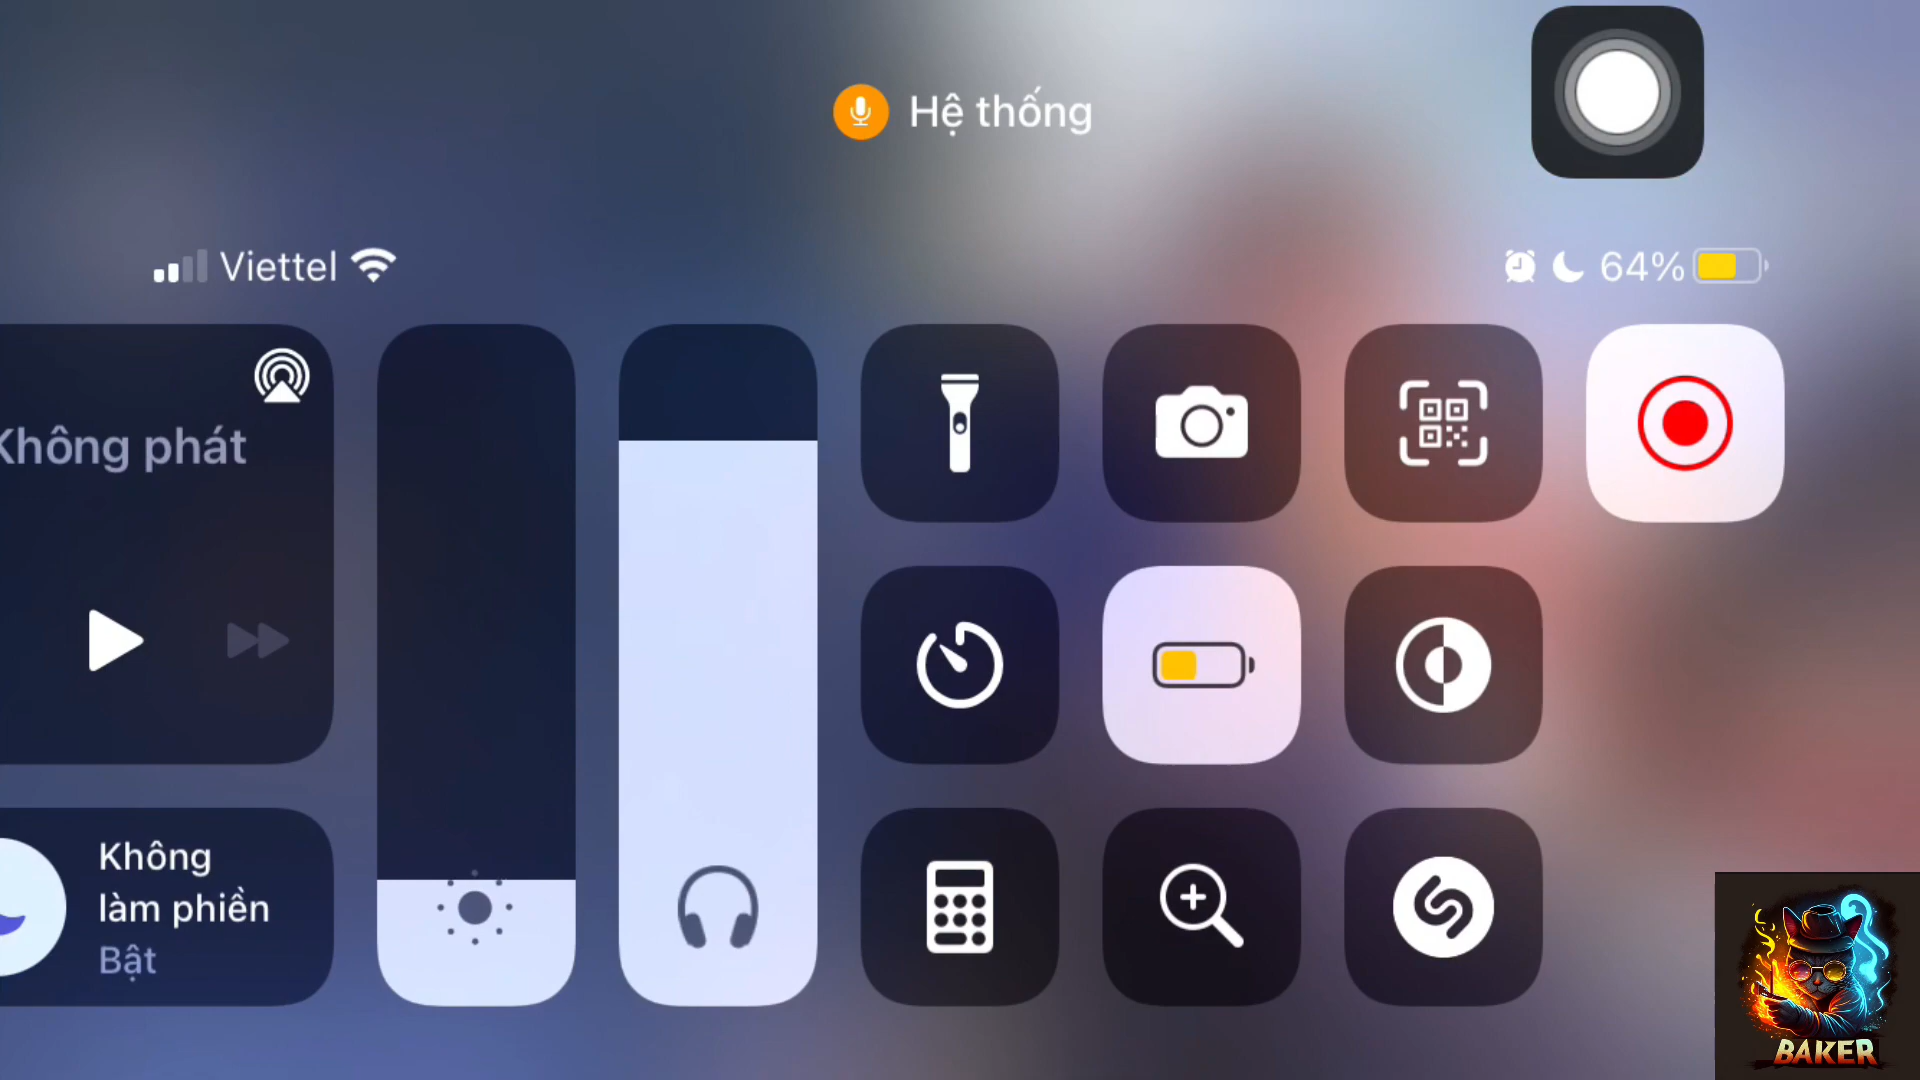 Hệ thống
Viettel
64%
Không phát
Không
làm phiền
Bật
BAKER